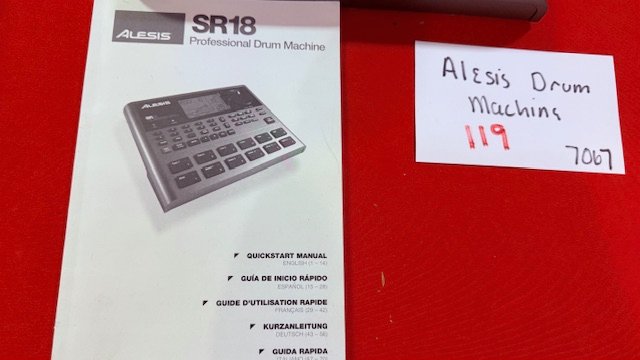 ALESIS
SR18
Professional Drum Machine
ALESIS
QUICKSTART MANUAL
ENGLISH (1 – 14)
GUÍA DE INICIO RÁPIDO
ESPAÑOL (15 – 28)
GUIDE D'UTILISATION RAPIDE
FRANÇAIS (29 – 42)
KURZANLEITUNG
DEUTSCH (43 – 56)
GUIDA RAPIDA
Alesis Drum
Machine
119
7067